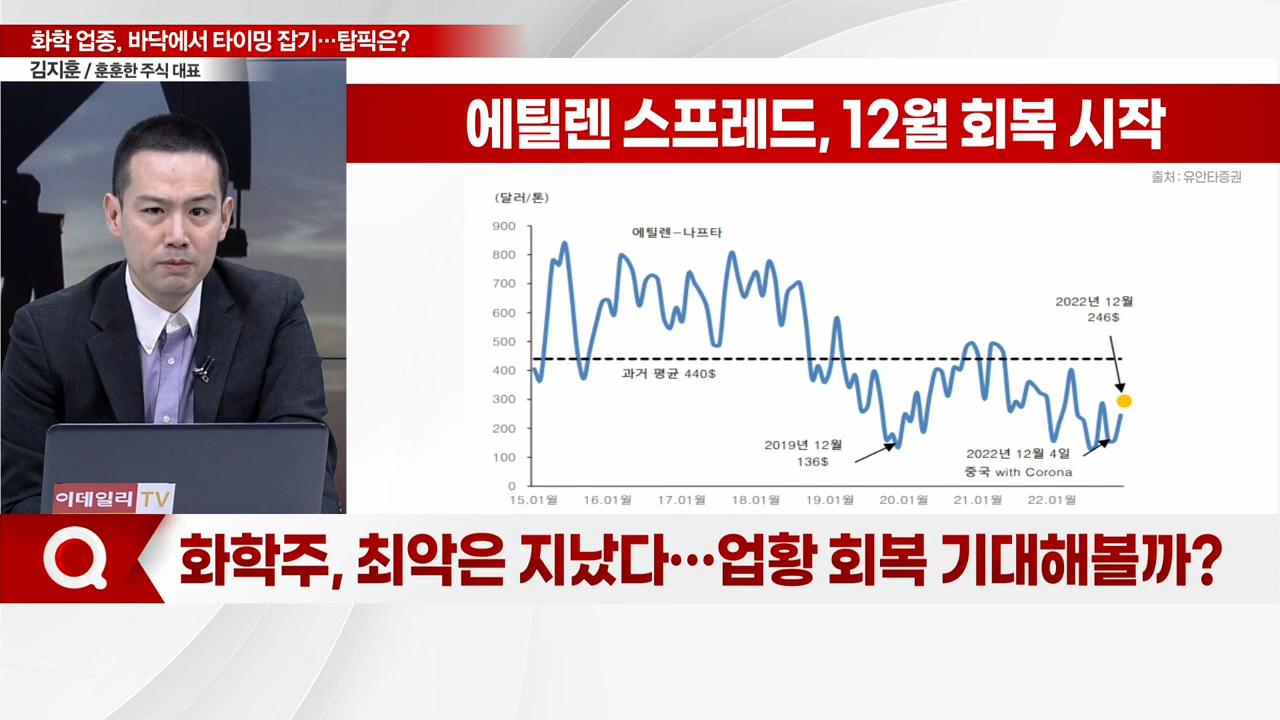 화학 업종, 바닥에서 타이밍 잡기…탑픽은?
김지훈 / 훈훈한 주식 대표
에틸렌 스프레드, 12월 회복 시작
출처 : 유안타증권
(달러/톤)
900
800
700
600
500
400
300
200
100
0
에틸렌-나프타
과거 평균 440$
2022년 12월
246$
2019년 12월
136$
2022년 12월 4일
중국 with Corona
15.01월 16.01월 17.01월 18.01월 19.01월 20.01월 21.01월 22.01월
이데일리 TV
화학주, 최악은 지났다…업황 회복 기대해볼까?